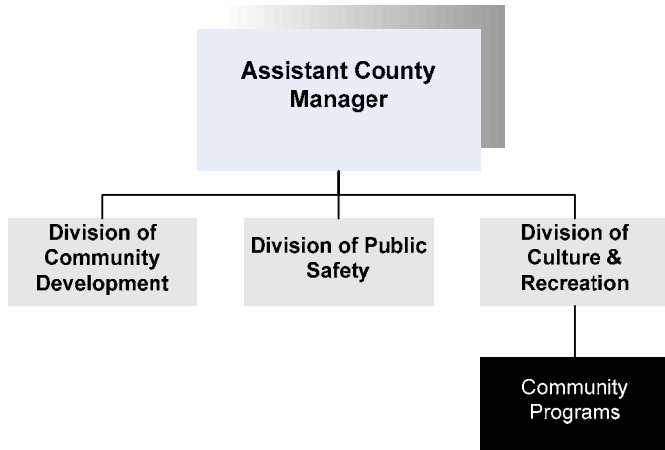 Assistant County
Manager
Division of
Community
Development
Division of Public
Safety
Division of
Culture &
Recreation
Community
Programs